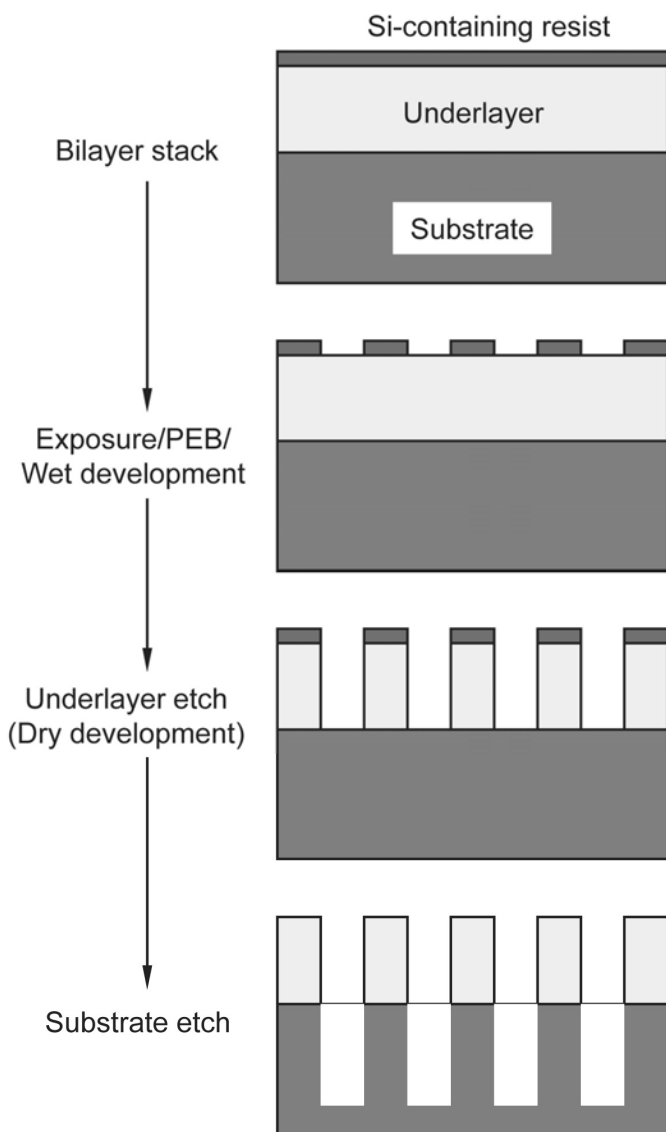 Si-containing resist
Underlayer
Bilayer stack
Substrate
Exposure/PEB/
Wet development
Underlayer etch
(Dry development)
Substrate etch